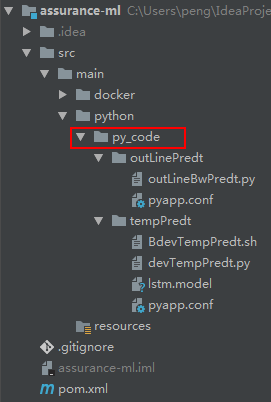 assurance-ml C:\Users\peng\IdeaProje
.idea
src
main
docker
python
py_code
outLinePredt
outLineBwPredt.py
pyapp.conf
tempPredt
BdevTempPredt.sh
devTempPredt.py
lstm.model
pyapp.conf
resources
.gitignore
assurance-ml.iml
pom.xml